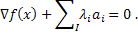 ∇f(x) + ∑_I λ_i a_i = 0 .